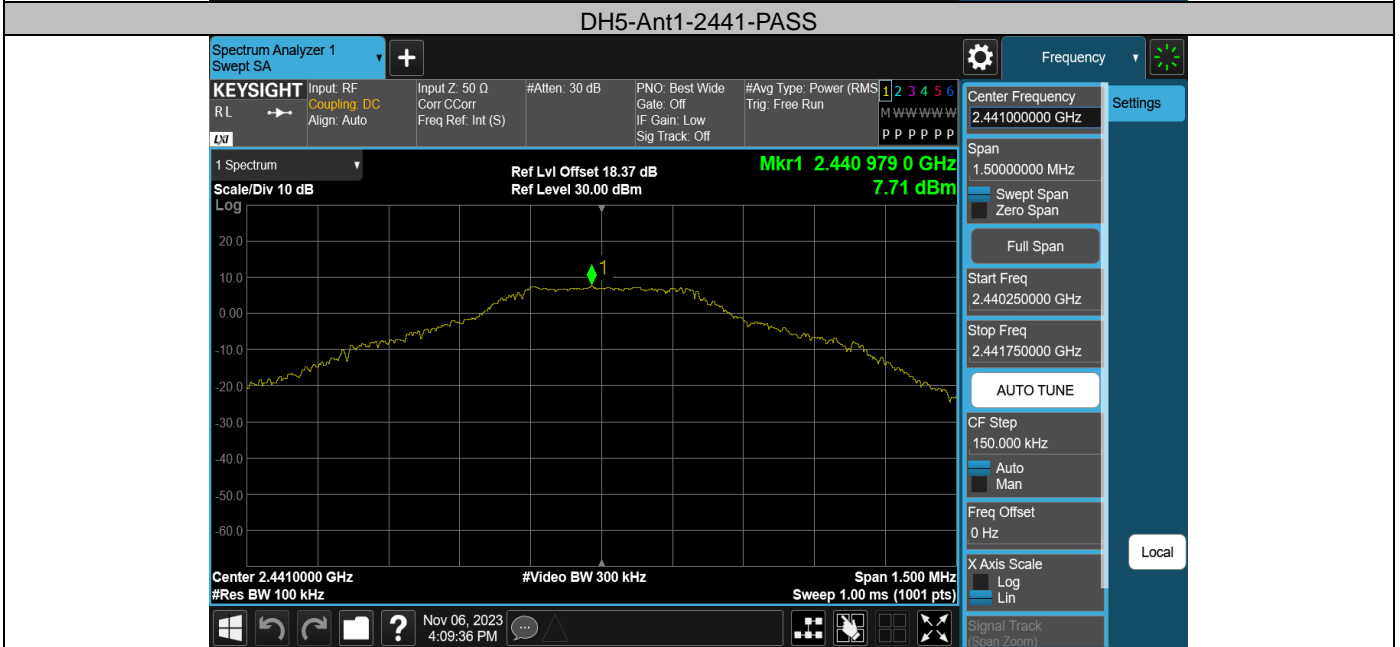 DH5-Ant1-2441-PASS
Spectrum Analyzer 1
Swept SA
Frequency
KEYSIGHT
RL
LXI
Input: RF
Coupling: DC
Align: Auto
Input Z: 50 Ω
Corr CCorr
Freq Ref: Int (S)
#Atten: 30 dB
PNO: Best Wide
Gate: Off
IF Gain: Low
Sig Track: Off
#Avg Type: Power (RMS
Trig: Free Run
1 2 3 4 5 6
M W W W W W
P P P P P P
1 Spectrum
Scale/Div 10 dB
Log
Ref Lvl Offset 18.37 dB
Ref Level 30.00 dBm
Mkr1 2.440 979 0 GHz
7.71 dBm
1
20.0
10.0
0.00
-10.0
-20.0
-30.0
-40.0
-50.0
-60.0
Center 2.4410000 GHz
#Video BW 300 kHz
Span 1.500 MHz
#Res BW 100 kHz
Sweep 1.00 ms (1001 pts)
?
Nov 06, 2023
4:09:36 PM
Center Frequency
2.441000000 GHz
Settings
Span
1.50000000 MHz
Swept Span
Zero Span
Full Span
Start Freq
2.440250000 GHz
Stop Freq
2.441750000 GHz
AUTO TUNE
CF Step
150.000 kHz
Auto
Man
Freq Offset
0 Hz
Local
X Axis Scale
Log
Lin
Signal Track
(Span Zoom)